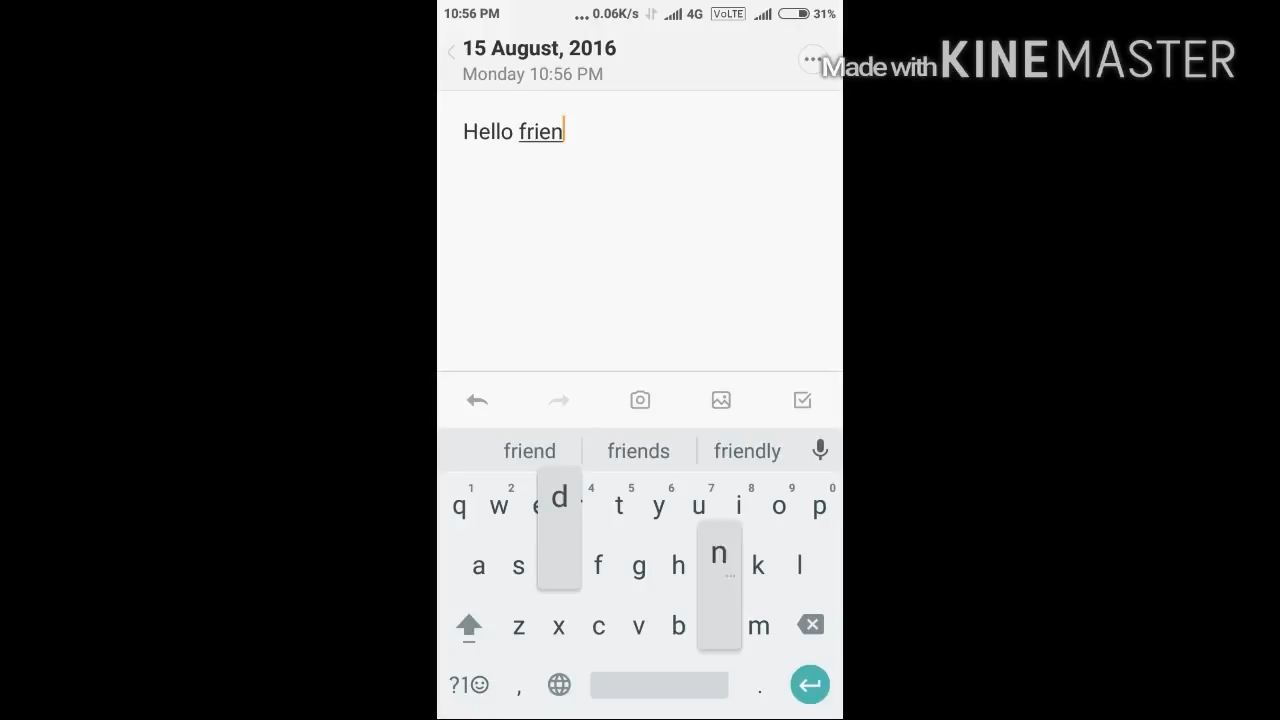 10:56 PM ... 0.06K/s 4G VoLTE 31%
15 August, 2016
Monday 10:56 PM
Made with KINEMASTER
Hello frien
friend friends friendly
1 2 4 5 6 7 8 9 0
q w e d t y u i o p
a s f g h n k l
z x c v b m
?1☺ , .